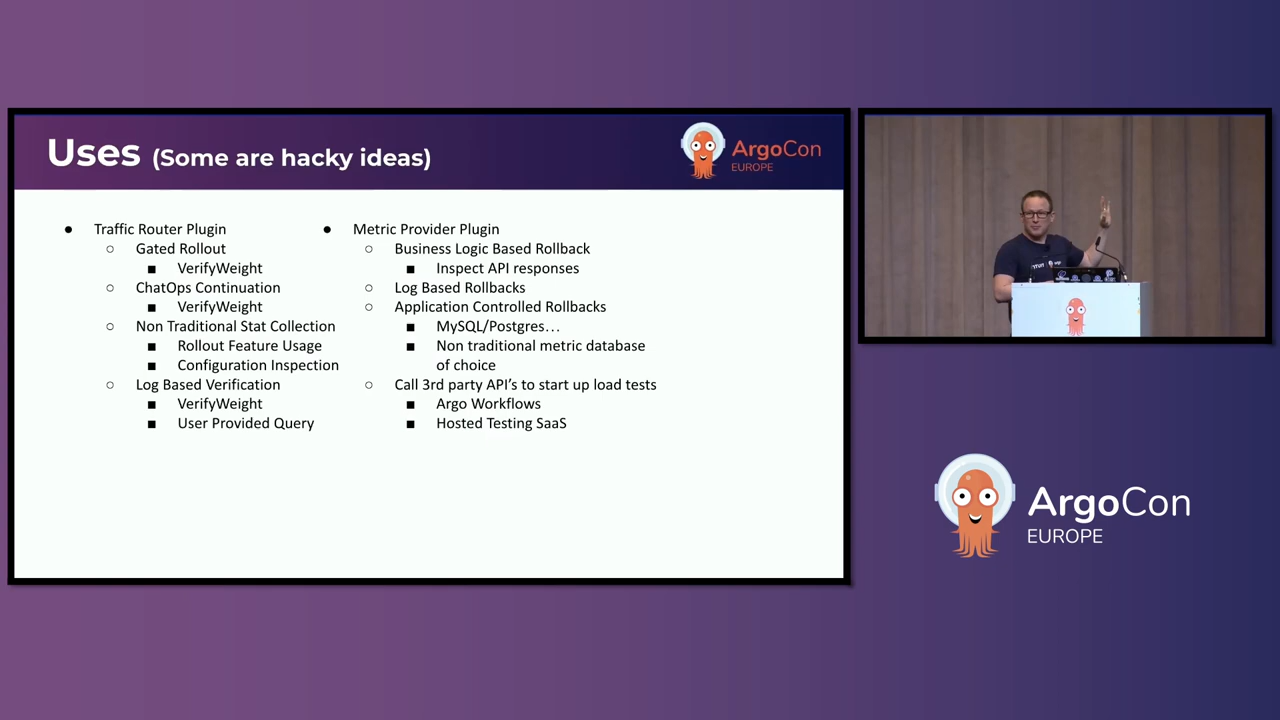 Uses (Some are hacky ideas)
ArgoCon
EUROPE
● Traffic Router Plugin
○ Gated Rollout
■ VerifyWeight
○ ChatOps Continuation
■ VerifyWeight
○ Non Traditional Stat Collection
■ Rollout Feature Usage
■ Configuration Inspection
○ Log Based Verification
■ VerifyWeight
■ User Provided Query
● Metric Provider Plugin
○ Business Logic Based Rollback
■ Inspect API responses
○ Log Based Rollbacks
○ Application Controlled Rollbacks
■ MySQL/Postgres…
■ Non traditional metric database
of choice
○ Call 3rd party API’s to start up load tests
■ Argo Workflows
■ Hosted Testing SaaS
ArgoCon
EUROPE